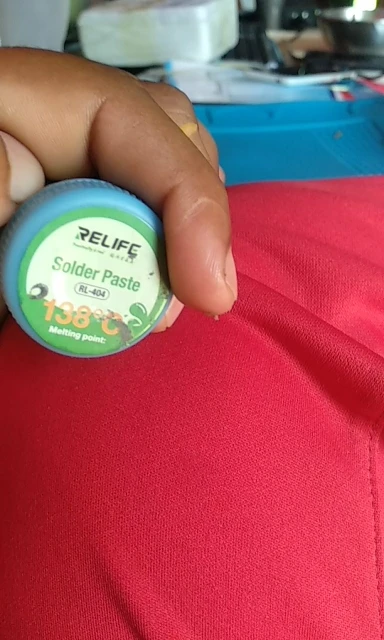 RELIFE
Solder Paste
RL-404
138°C
Melting point: